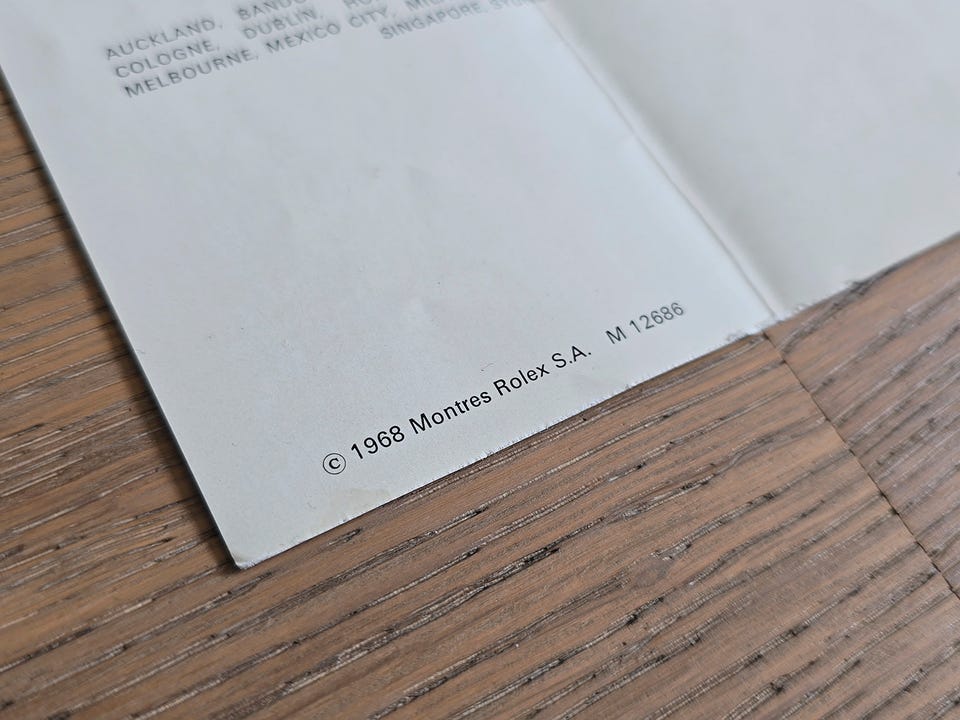 AUCKLAND,
COLOGNE, DUBLIN,
MELBOURNE, MEXICO CITY,
SINGAPORE,
© 1968 Montres Rolex S.A. M 12686